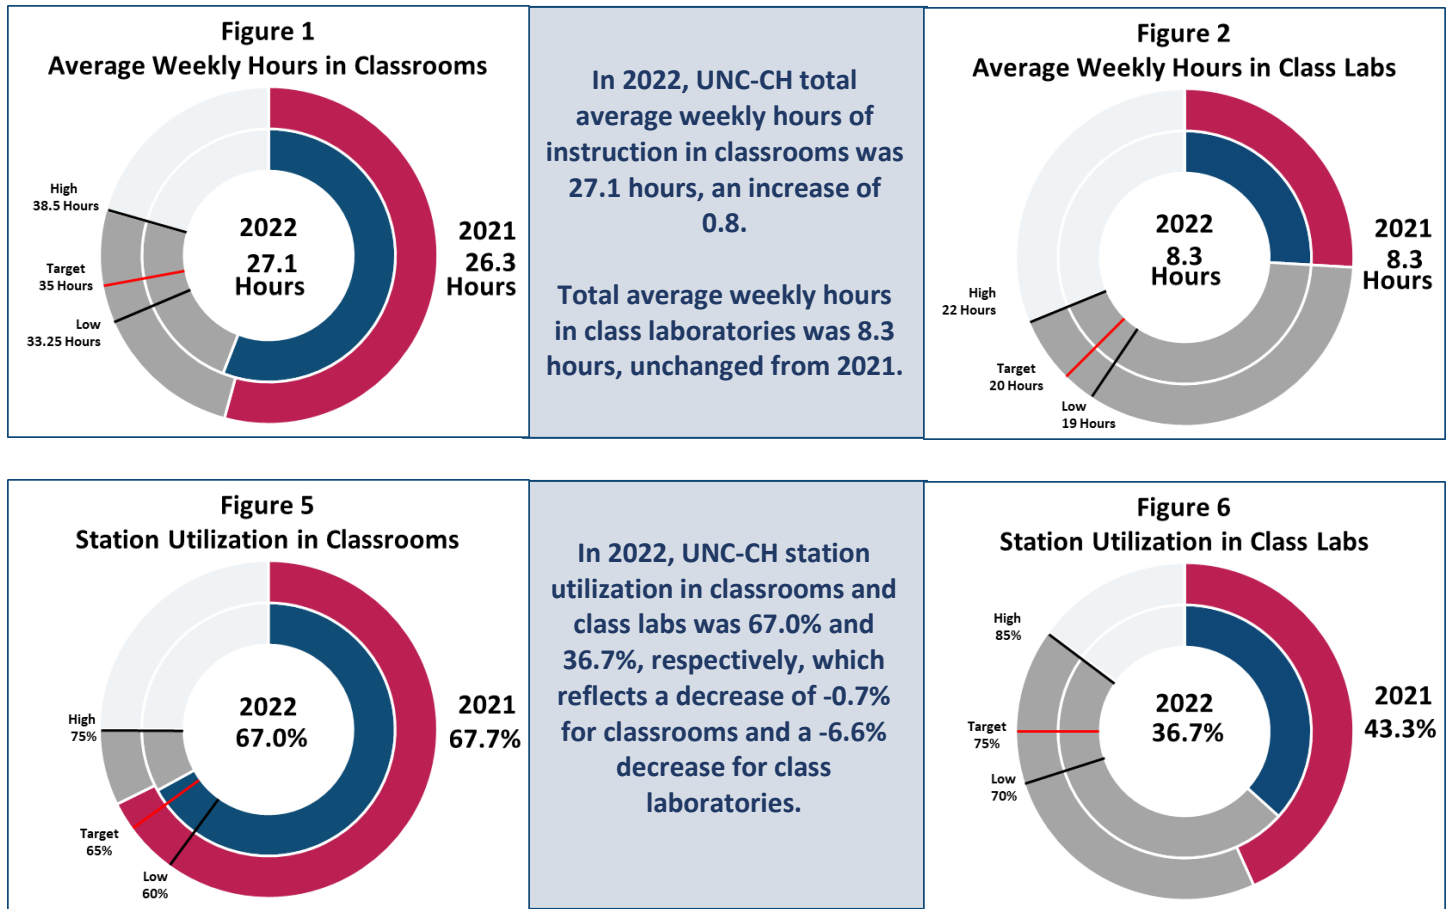 Figure 1
Average Weekly Hours in Classrooms
High
38.5 Hours
Target
35 Hours
Low
33.25 Hours
2022
27.1
Hours
2021
26.3
Hours
In 2022, UNC-CH total
average weekly hours of
instruction in classrooms was
27.1 hours, an increase of
0.8.
Total average weekly hours
in class laboratories was 8.3
hours, unchanged from 2021.
Figure 2
Average Weekly Hours in Class Labs
High
22 Hours
Target
20 Hours
Low
19 Hours
2022
8.3
Hours
2021
8.3
Hours
Figure 5
Station Utilization in Classrooms
High
75%
Target
65%
Low
60%
2022
67.0%
2021
67.7%
In 2022, UNC-CH station
utilization in classrooms and
class labs was 67.0% and
36.7%, respectively, which
reflects a decrease of -0.7%
for classrooms and a -6.6%
decrease for class
laboratories.
Figure 6
Station Utilization in Class Labs
High
85%
Target
75%
Low
70%
2022
36.7%
2021
43.3%